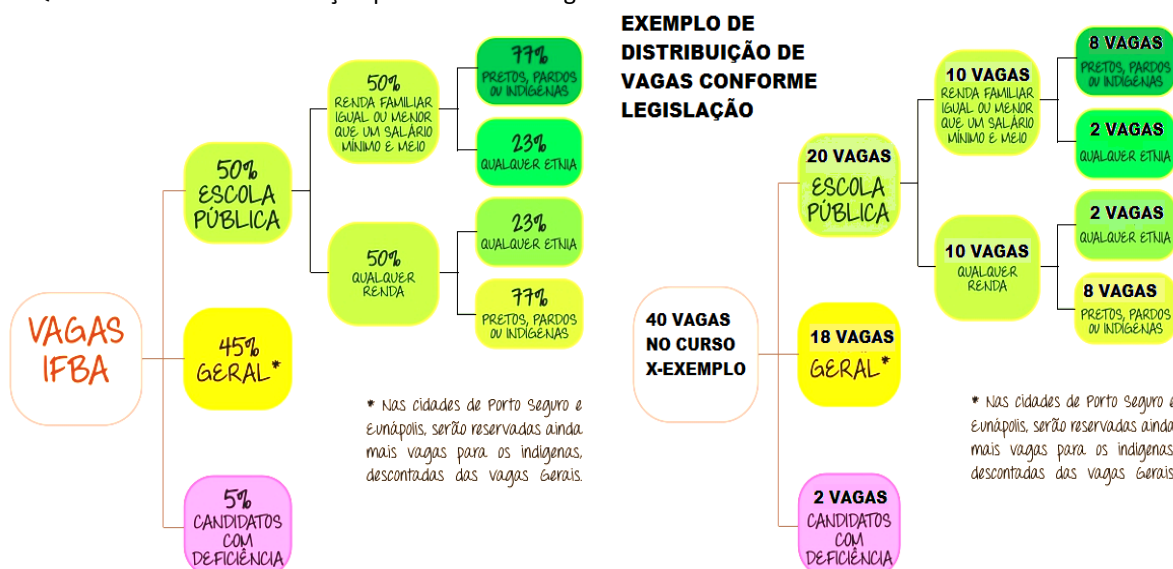 77%
PRETOS, PARDOS
OU INDÍGENAS
50%
RENDA FAMILIAR
IGUAL OU MENOR
QUE UM SALÁRIO
MÍNIMO E MEIO
23%
QUALQUER ETNIA
50%
ESCOLA
PÚBLICA
23%
QUALQUER ETNIA
50%
QUALQUER
RENDA
77%
PRETOS, PARDOS
OU INDÍGENAS
VAGAS
IFBA
45%
GERAL*
* Nas cidades de Porto Seguro e
Eunápolis, serão reservadas ainda
mais vagas para os indígenas,
descontadas das vagas Gerais.
5%
CANDIDATOS
COM
DEFICIÊNCIA
EXEMPLO DE
DISTRIBUIÇÃO DE
VAGAS CONFORME
LEGISLAÇÃO
8 VAGAS
PRETOS, PARDOS
OU INDÍGENAS
10 VAGAS
RENDA FAMILIAR
IGUAL OU MENOR
QUE UM SALÁRIO
MÍNIMO E MEIO
2 VAGAS
QUALQUER ETNIA
20 VAGAS
ESCOLA
PÚBLICA
2 VAGAS
QUALQUER ETNIA
10 VAGAS
QUALQUER
RENDA
8 VAGAS
PRETOS, PARDOS
OU INDÍGENAS
40 VAGAS
NO CURSO
X-EXEMPLO
18 VAGAS
GERAL*
* Nas cidades de Porto Seguro e
Eunápolis, serão reservadas ainda
mais vagas para os indígenas,
descontadas das vagas Gerais
2 VAGAS
CANDIDATOS
COM
DEFICIÊNCIA